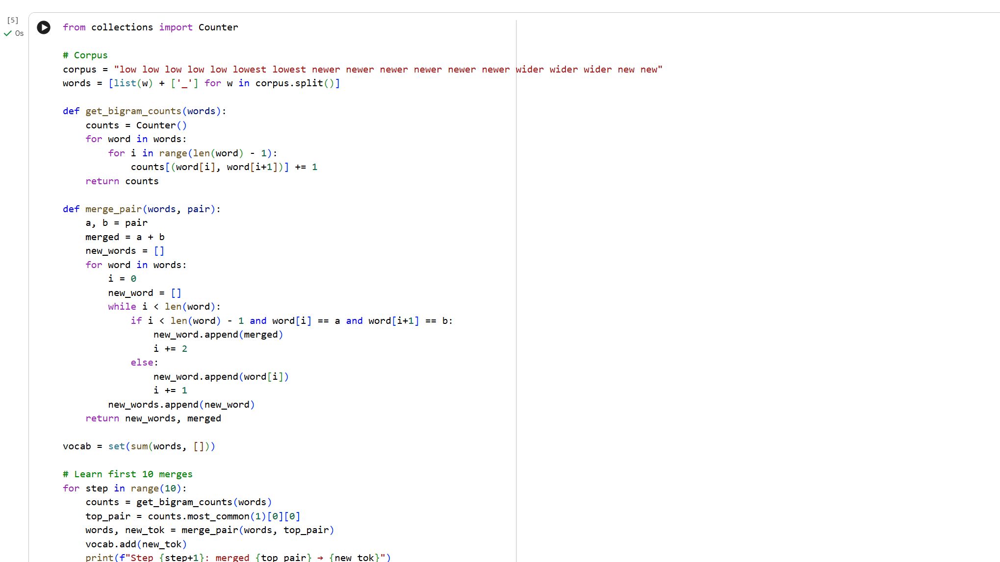 [5]
0s
from collections import Counter
# Corpus
corpus = "low low low low low lowest lowest newer newer newer newer newer newer wider wider wider new new"
words = [list(w) + ['_'] for w in corpus.split()]
def get_bigram_counts(words):
    counts = Counter()
    for word in words:
        for i in range(len(word) - 1):
            counts[(word[i], word[i+1])] += 1
    return counts
def merge_pair(words, pair):
    a, b = pair
    merged = a + b
    new_words = []
    for word in words:
        i = 0
        new_word = []
        while i < len(word):
            if i < len(word) - 1 and word[i] == a and word[i+1] == b:
                new_word.append(merged)
                i += 2
            else:
                new_word.append(word[i])
                i += 1
        new_words.append(new_word)
    return new_words, merged
vocab = set(sum(words, []))
# Learn first 10 merges
for step in range(10):
    counts = get_bigram_counts(words)
    top_pair = counts.most_common(1)[0][0]
    words, new_tok = merge_pair(words, top_pair)
    vocab.add(new_tok)
    print(f"Step {step+1}: merged {top_pair} → {new_tok}")